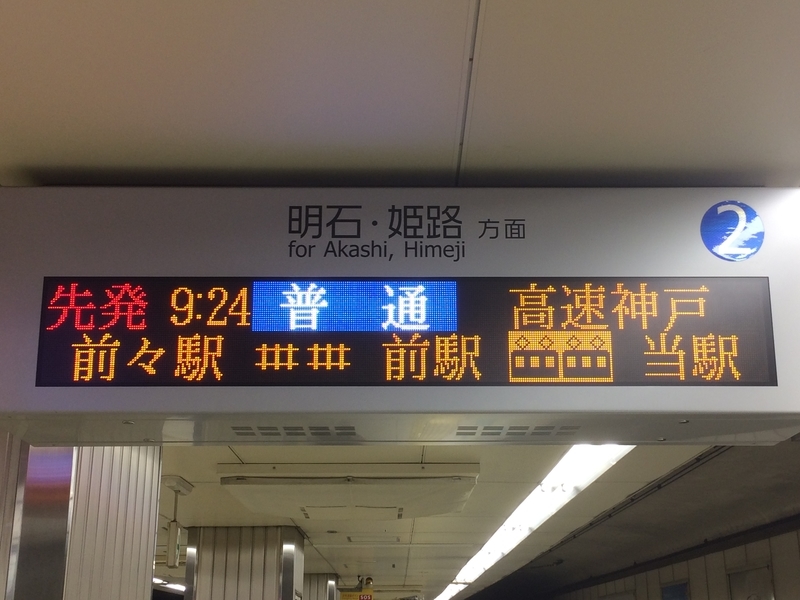 明石・姫路 方面
for Akashi, Himeji
2
先発 9:24 普通 高速神戸
前々駅 前駅 当駅